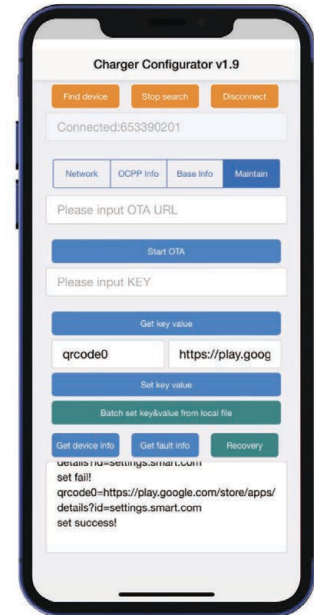 Charger Configurator v1.9
Find device Stop search Disconnect
Connected:653390201
Network OCPP Info Base Info Maintain
Please input OTA URL
Start OTA
Please input KEY
Get key value
qrcode0 https://play.goog
Set key value
Batch set key&value from local file
Get device info Get fault info Recovery
details?id=settings.smart.com
set fail!
qrcode0=https://play.google.com/store/apps/
details?id=settings.smart.com
set success!